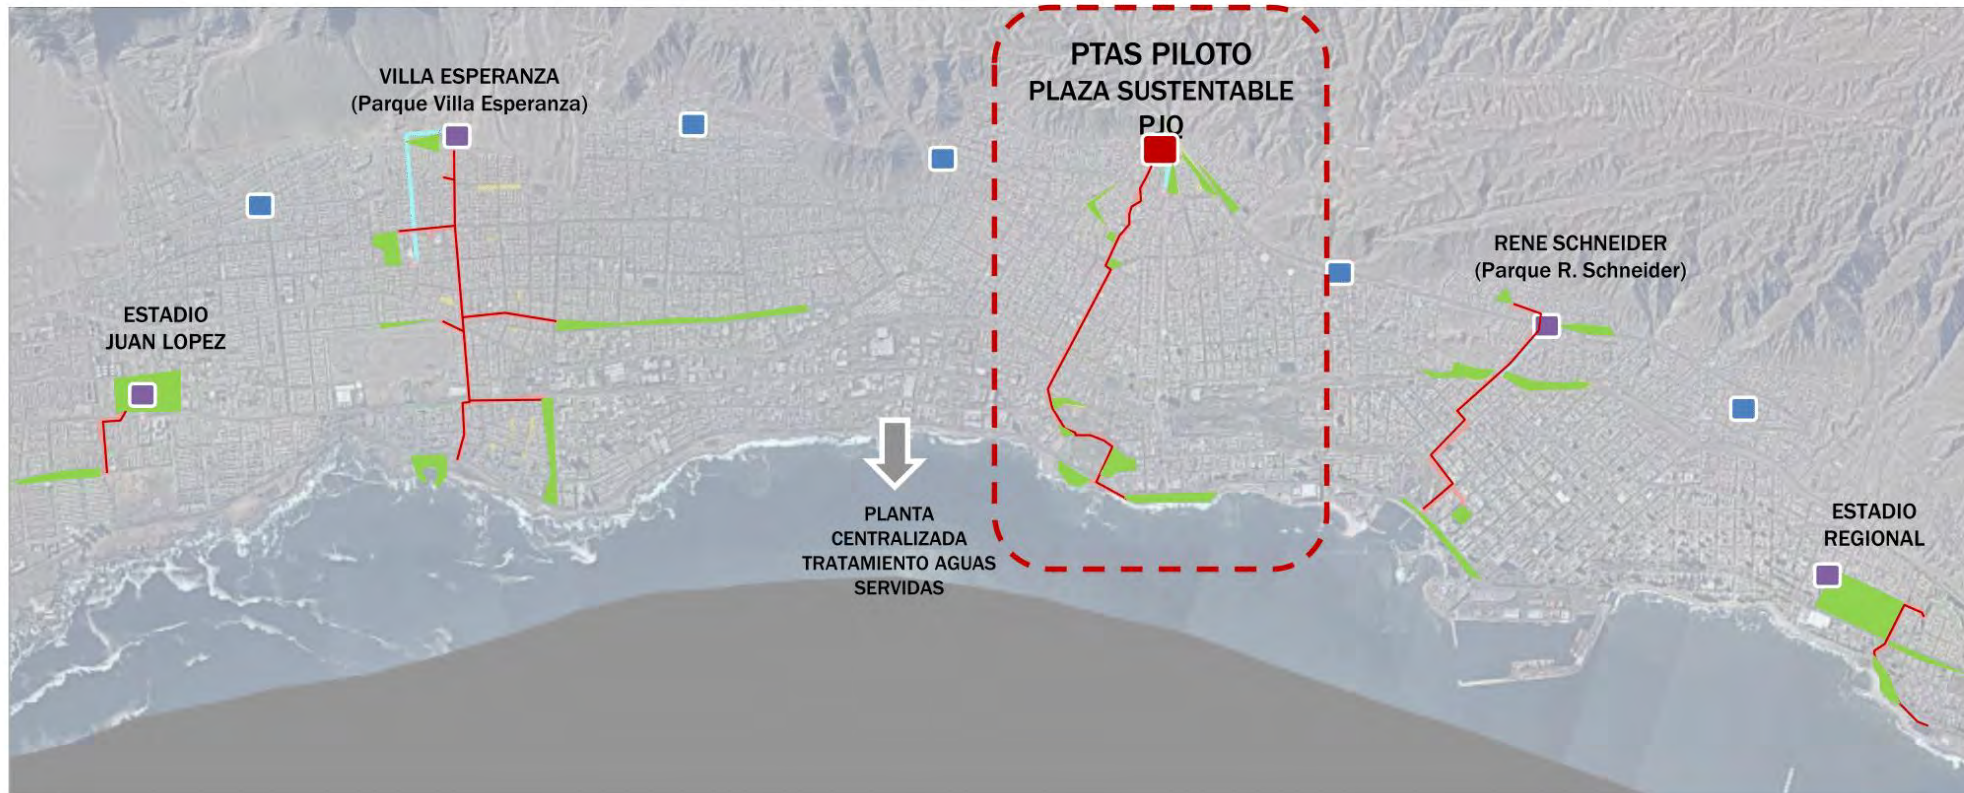 PTAS PILOTO
PLAZA SUSTENTABLE
PJQ
VILLA ESPERANZA
(Parque Villa Esperanza)
RENE SCHNEIDER
(Parque R. Schneider)
ESTADIO
JUAN LOPEZ
PLANTA
CENTRALIZADA
TRATAMIENTO AGUAS
SERVIDAS
ESTADIO
REGIONAL